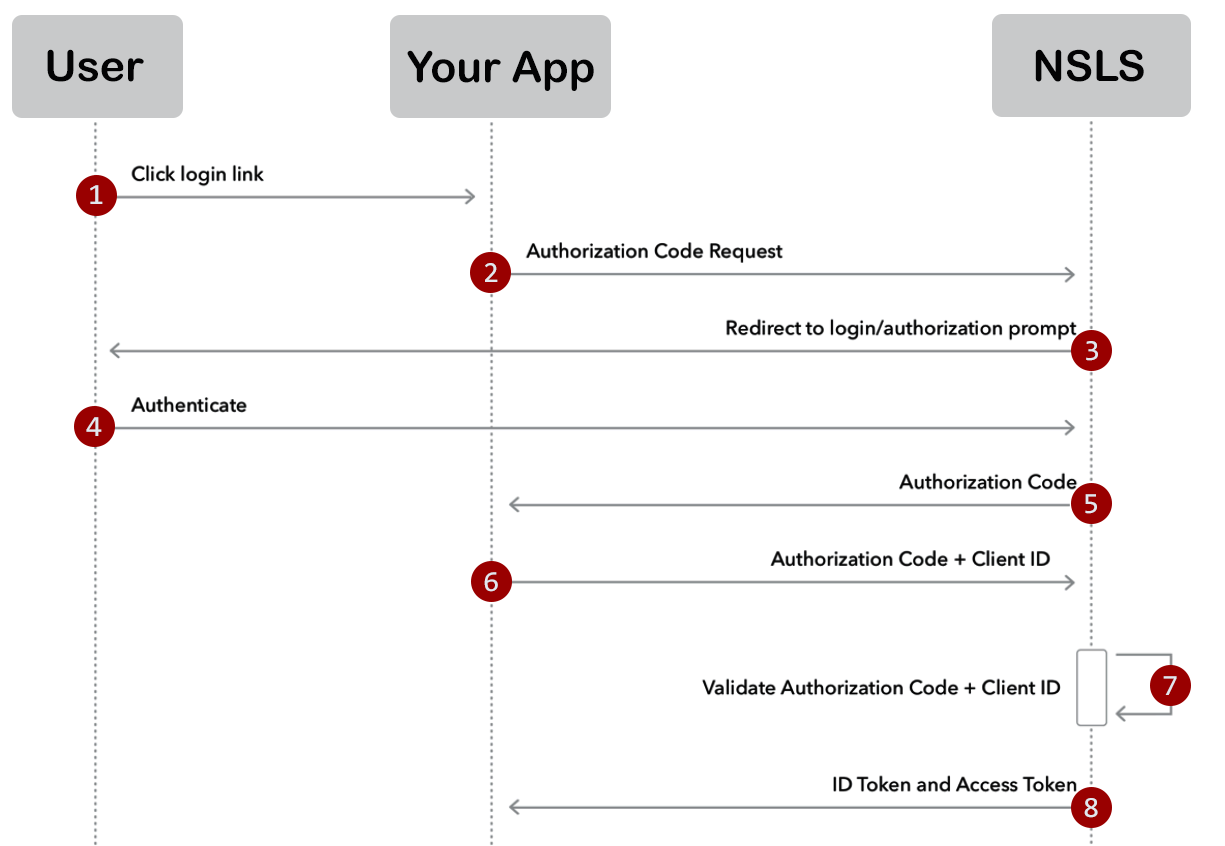 User
Your App
NSLS
Click login link
1
Authorization Code Request
2
Redirect to login/authorization prompt
3
Authenticate
4
Authorization Code
5
Authorization Code + Client ID
6
Validate Authorization Code + Client ID
7
ID Token and Access Token
8